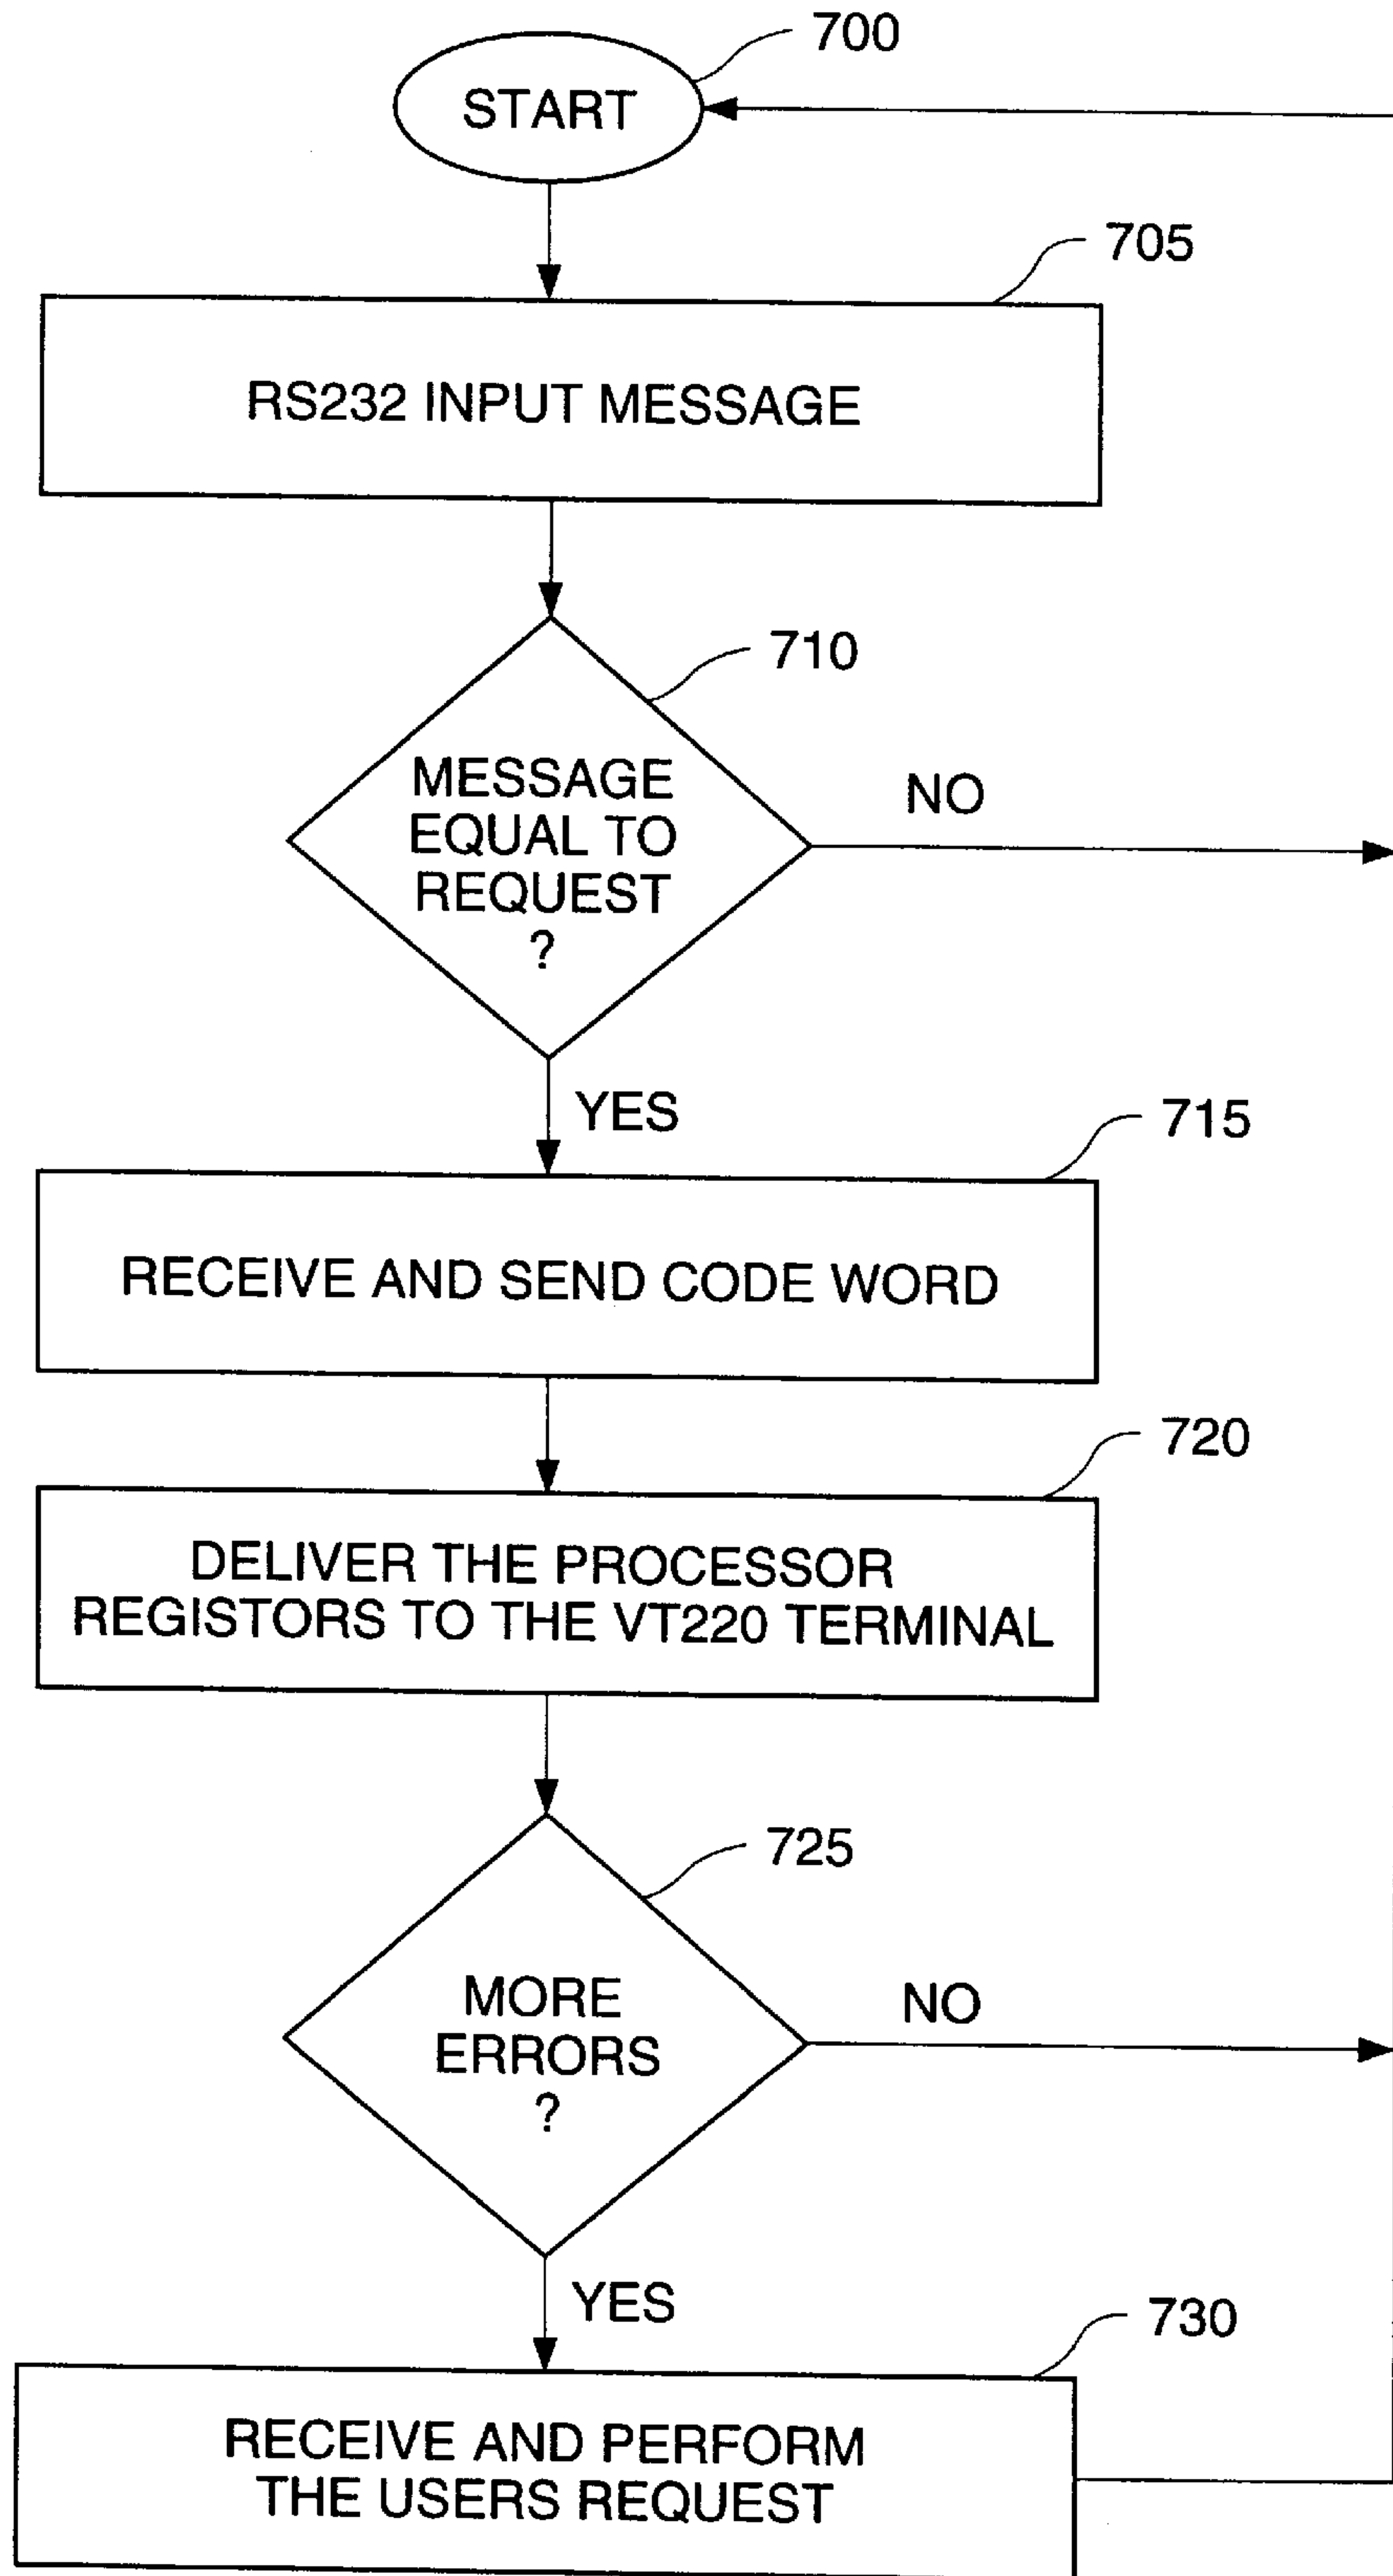 700
START
705
RS232 INPUT MESSAGE
710
MESSAGE
EQUAL TO
REQUEST
?
NO
YES
715
RECEIVE AND SEND CODE WORD
720
DELIVER THE PROCESSOR
REGISTORS TO THE VT220 TERMINAL
725
MORE
ERRORS
?
NO
YES
730
RECEIVE AND PERFORM
THE USERS REQUEST